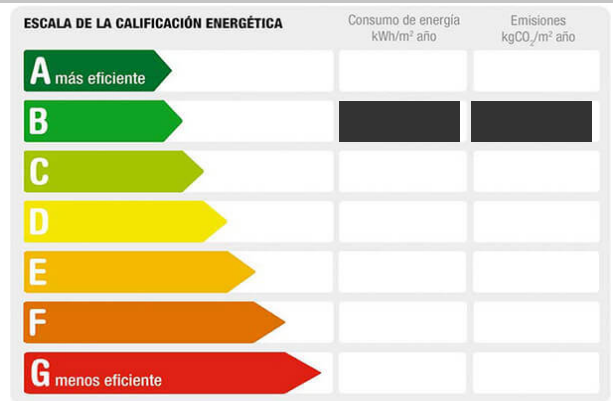 ESCALA DE LA CALIFICACIÓN ENERGÉTICA
Consumo de energía
kWh/m² año
Emisiones
kgCO₂/m² año
A más eficiente
B
C
D
E
F
G menos eficiente